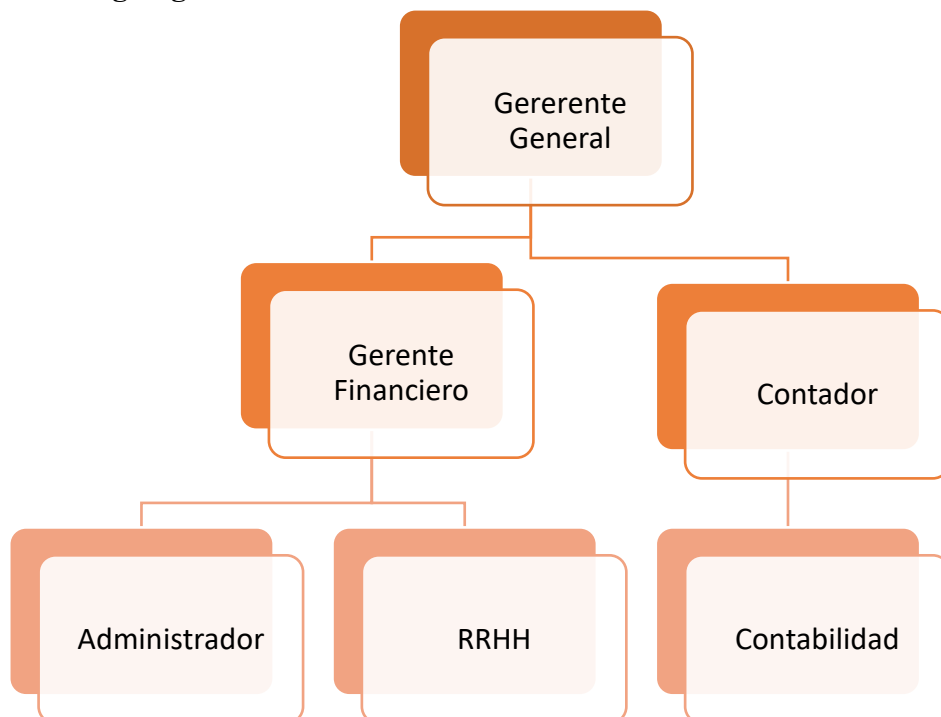 Gererente
General
Gerente
Financiero
Contador
Administrador
RRHH
Contabilidad